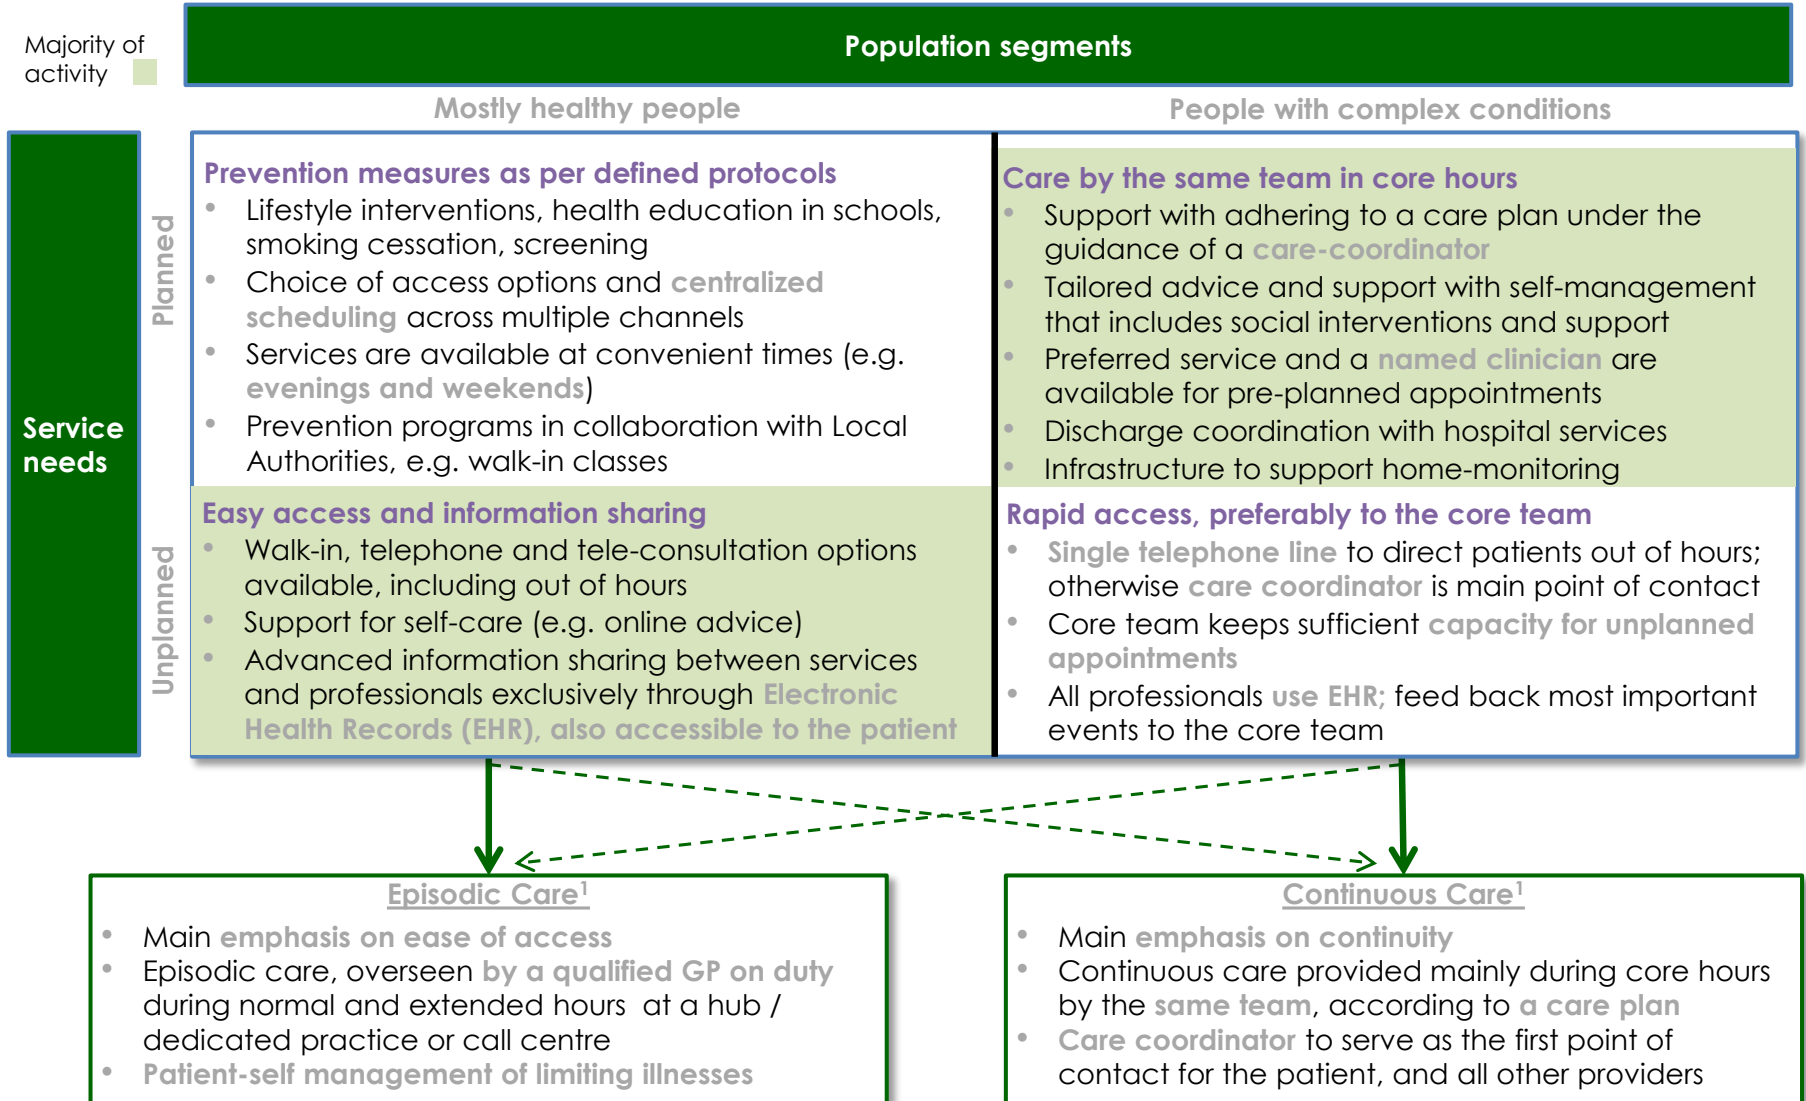 Majority of
activity
Population segments
Mostly healthy people
People with complex conditions
Service
needs
Planned
Prevention measures as per defined protocols
• Lifestyle interventions, health education in schools,
smoking cessation, screening
• Choice of access options and centralized
scheduling across multiple channels
• Services are available at convenient times (e.g.
evenings and weekends)
• Prevention programs in collaboration with Local
Authorities, e.g. walk-in classes
Care by the same team in core hours
• Support with adhering to a care plan under the
guidance of a care-coordinator
• Tailored advice and support with self-management
that includes social interventions and support
• Preferred service and a named clinician are
available for pre-planned appointments
• Discharge coordination with hospital services
• Infrastructure to support home-monitoring
Unplanned
Easy access and information sharing
• Walk-in, telephone and tele-consultation options
available, including out of hours
• Support for self-care (e.g. online advice)
• Advanced information sharing between services
and professionals exclusively through Electronic
Health Records (EHR), also accessible to the patient
Rapid access, preferably to the core team
• Single telephone line to direct patients out of hours;
otherwise care coordinator is main point of contact
• Core team keeps sufficient capacity for unplanned
appointments
• All professionals use EHR; feed back most important
events to the core team
Episodic Care¹
• Main emphasis on ease of access
• Episodic care, overseen by a qualified GP on duty
during normal and extended hours at a hub /
dedicated practice or call centre
• Patient-self management of limiting illnesses
Continuous Care¹
• Main emphasis on continuity
• Continuous care provided mainly during core hours
by the same team, according to a care plan
• Care coordinator to serve as the first point of
contact for the patient, and all other providers